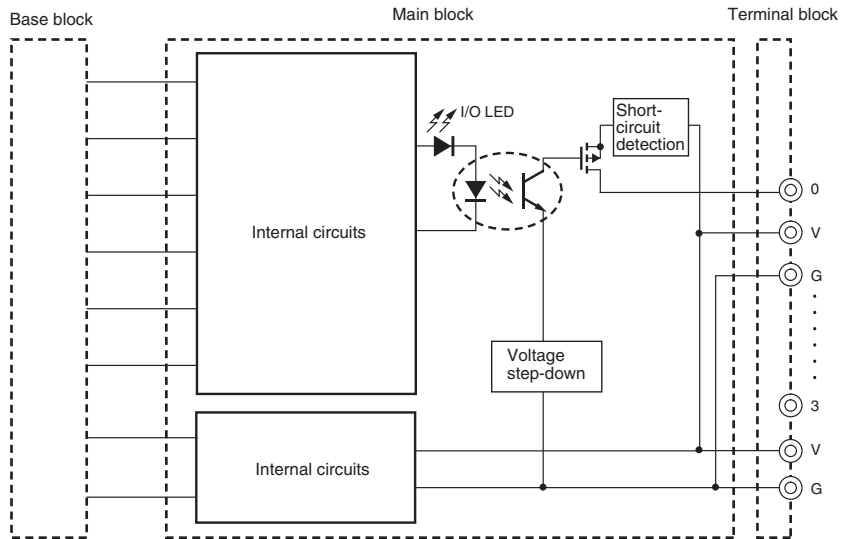 Base block
Main block
Terminal block
I/O LED
Short-
circuit
detection
Internal circuits
0
V
G
Voltage
step-down
3
Internal circuits
V
G